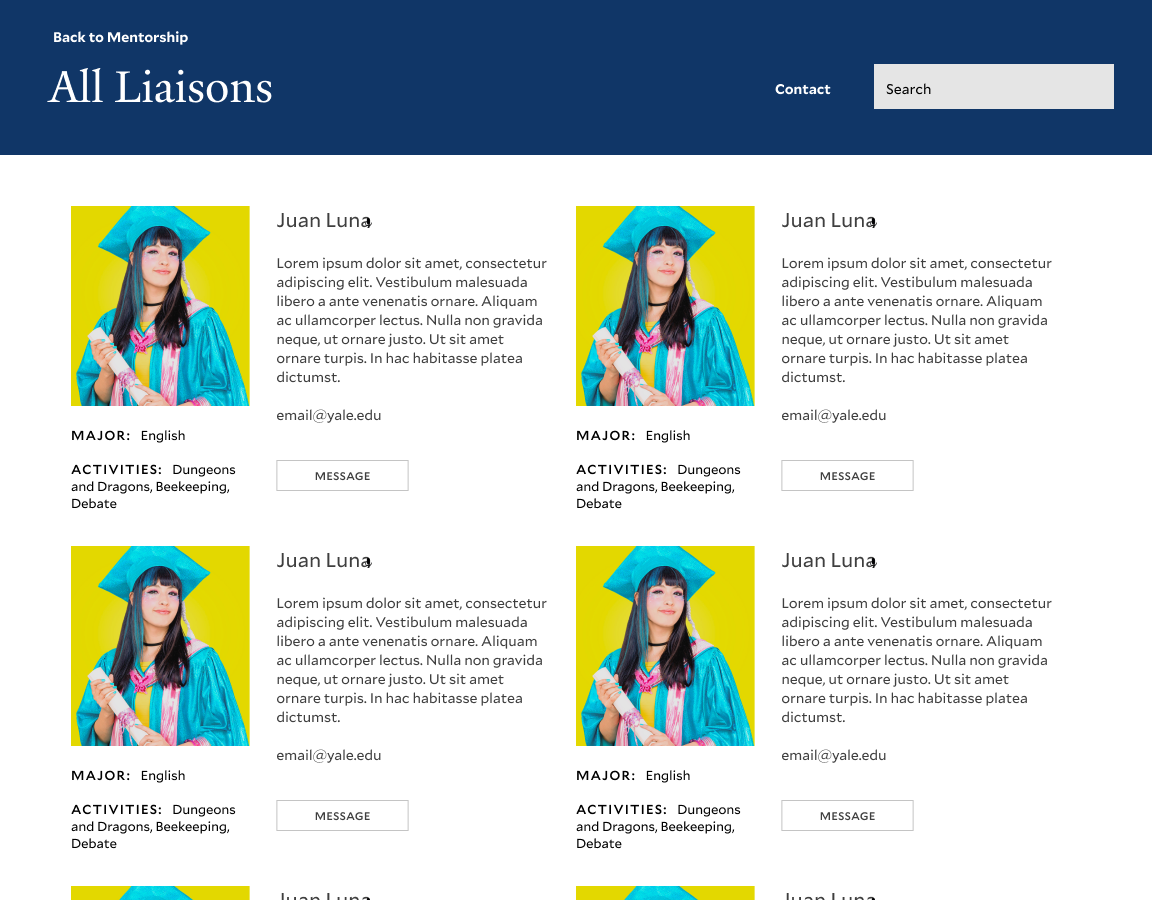 Back to Mentorship
All Liaisons
Contact
Search
Juan Luna
Lorem ipsum dolor sit amet, consectetur
adipiscing elit. Vestibulum malesuada
libero a ante venenatis ornare. Aliquam
ac ullamcorper lectus. Nulla non gravida
neque, ut ornare justo. Ut sit amet
ornare turpis. In hac habitasse platea
dictumst.
email@yale.edu
MAJOR: English
ACTIVITIES: Dungeons
and Dragons, Beekeeping,
Debate
MESSAGE
Juan Luna
Lorem ipsum dolor sit amet, consectetur
adipiscing elit. Vestibulum malesuada
libero a ante venenatis ornare. Aliquam
ac ullamcorper lectus. Nulla non gravida
neque, ut ornare justo. Ut sit amet
ornare turpis. In hac habitasse platea
dictumst.
email@yale.edu
MAJOR: English
ACTIVITIES: Dungeons
and Dragons, Beekeeping,
Debate
MESSAGE
Juan Luna
Lorem ipsum dolor sit amet, consectetur
adipiscing elit. Vestibulum malesuada
libero a ante venenatis ornare. Aliquam
ac ullamcorper lectus. Nulla non gravida
neque, ut ornare justo. Ut sit amet
ornare turpis. In hac habitasse platea
dictumst.
email@yale.edu
MAJOR: English
ACTIVITIES: Dungeons
and Dragons, Beekeeping,
Debate
MESSAGE
Juan Luna
Lorem ipsum dolor sit amet, consectetur
adipiscing elit. Vestibulum malesuada
libero a ante venenatis ornare. Aliquam
ac ullamcorper lectus. Nulla non gravida
neque, ut ornare justo. Ut sit amet
ornare turpis. In hac habitasse platea
dictumst.
email@yale.edu
MAJOR: English
ACTIVITIES: Dungeons
and Dragons, Beekeeping,
Debate
MESSAGE
Juan Luna
Juan Luna